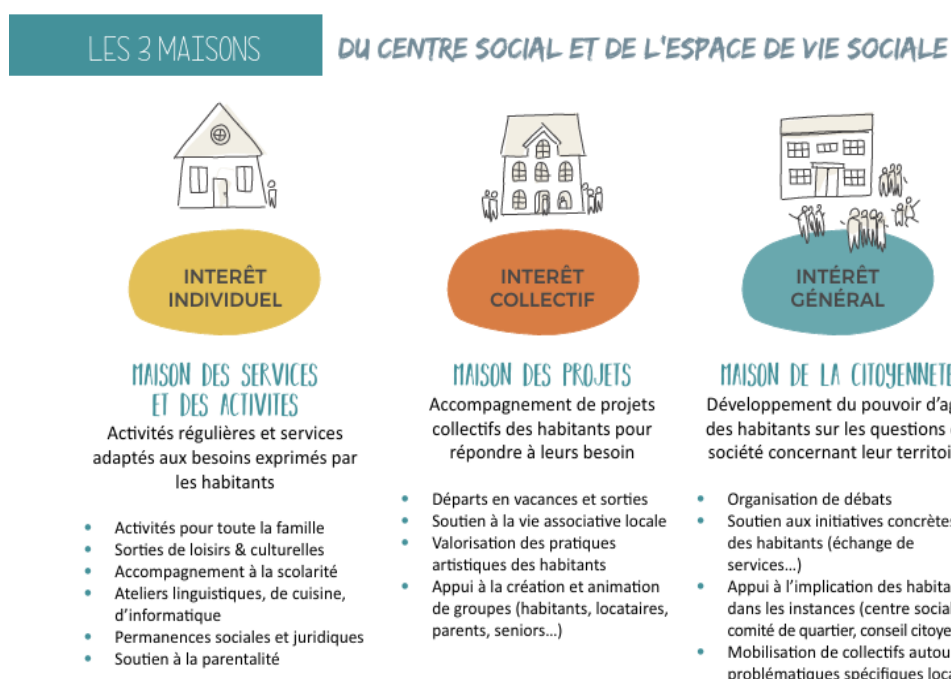 LES 3 MAISONS DU CENTRE SOCIAL ET DE L'ESPACE DE VIE SOCIALE
INTERÊT
INDIVIDUEL
MAISON DES SERVICES
ET DES ACTIVITES
Activités régulières et services
adaptés aux besoins exprimés par
les habitants
• Activités pour toute la famille
• Sorties de loisirs & culturelles
• Accompagnement à la scolarité
• Ateliers linguistiques, de cuisine,
d'informatique
• Permanences sociales et juridiques
• Soutien à la parentalité
INTERÊT
COLLECTIF
MAISON DES PROJETS
Accompagnement de projets
collectifs des habitants pour
répondre à leurs besoin
• Départs en vacances et sorties
• Soutien à la vie associative locale
• Valorisation des pratiques
artistiques des habitants
• Appui à la création et animation
de groupes (habitants, locataires,
parents, seniors...)
INTÉRÊT
GÉNÉRAL
MAISON DE LA
Développement du pouvoir
des habitants sur les questions
société concernant leur
• Organisation de débats
• Soutien aux initiatives concrètes
des habitants (échange de
services...)
• Appui à l'implication des
dans les instances (centre
comité de quartier, conseil
• Mobilisation de collectifs
problématiques spécifiques